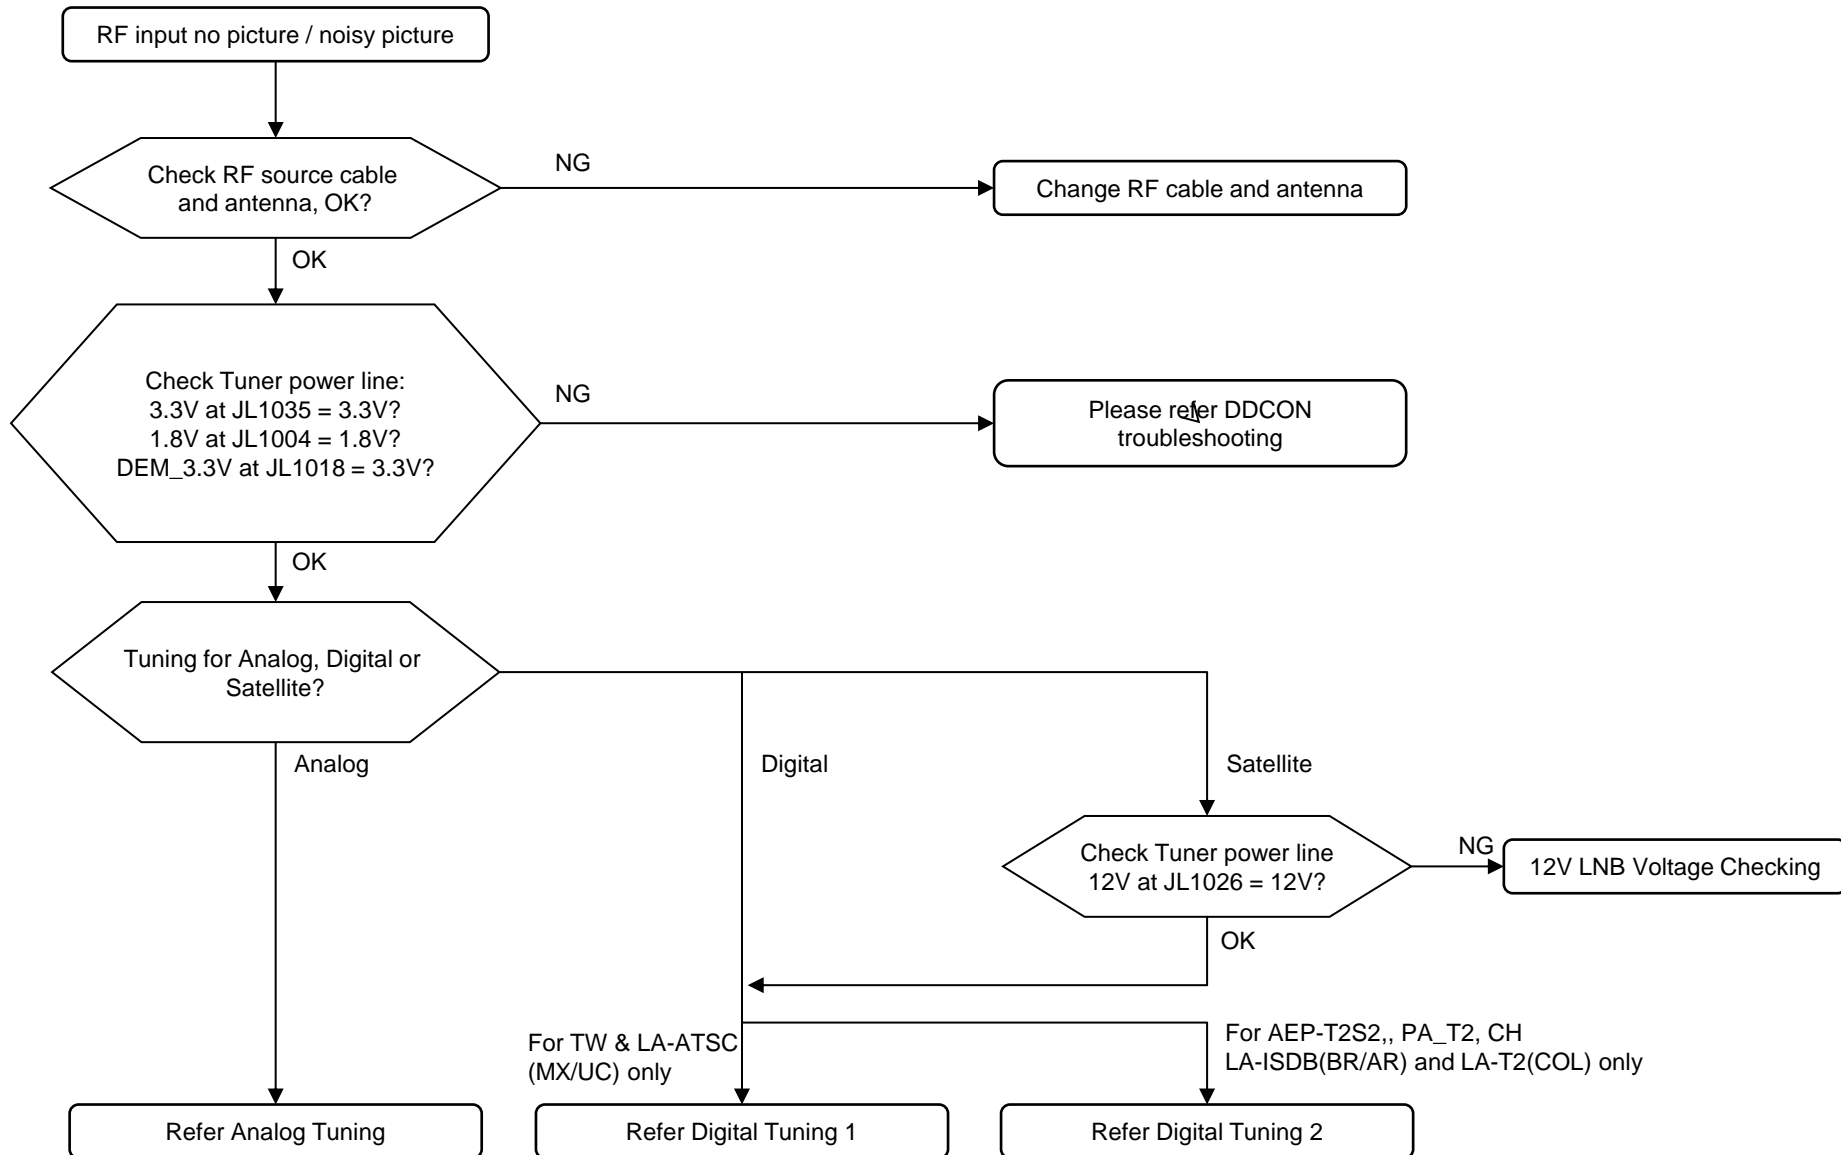 RF input no picture / noisy picture
Check RF source cable
and antenna, OK?
NG
Change RF cable and antenna
OK
Check Tuner power line:
3.3V at JL1035 = 3.3V?
1.8V at JL1004 = 1.8V?
DEM_3.3V at JL1018 = 3.3V?
NG
Please refer DDCON
troubleshooting
OK
Tuning for Analog, Digital or
Satellite?
Analog
Digital
Satellite
Check Tuner power line
12V at JL1026 = 12V?
NG
12V LNB Voltage Checking
OK
For TW & LA-ATSC
(MX/UC) only
For AEP-T2S2,, PA_T2, CH
LA-ISDB(BR/AR) and LA-T2(COL) only
Refer Analog Tuning
Refer Digital Tuning 1
Refer Digital Tuning 2